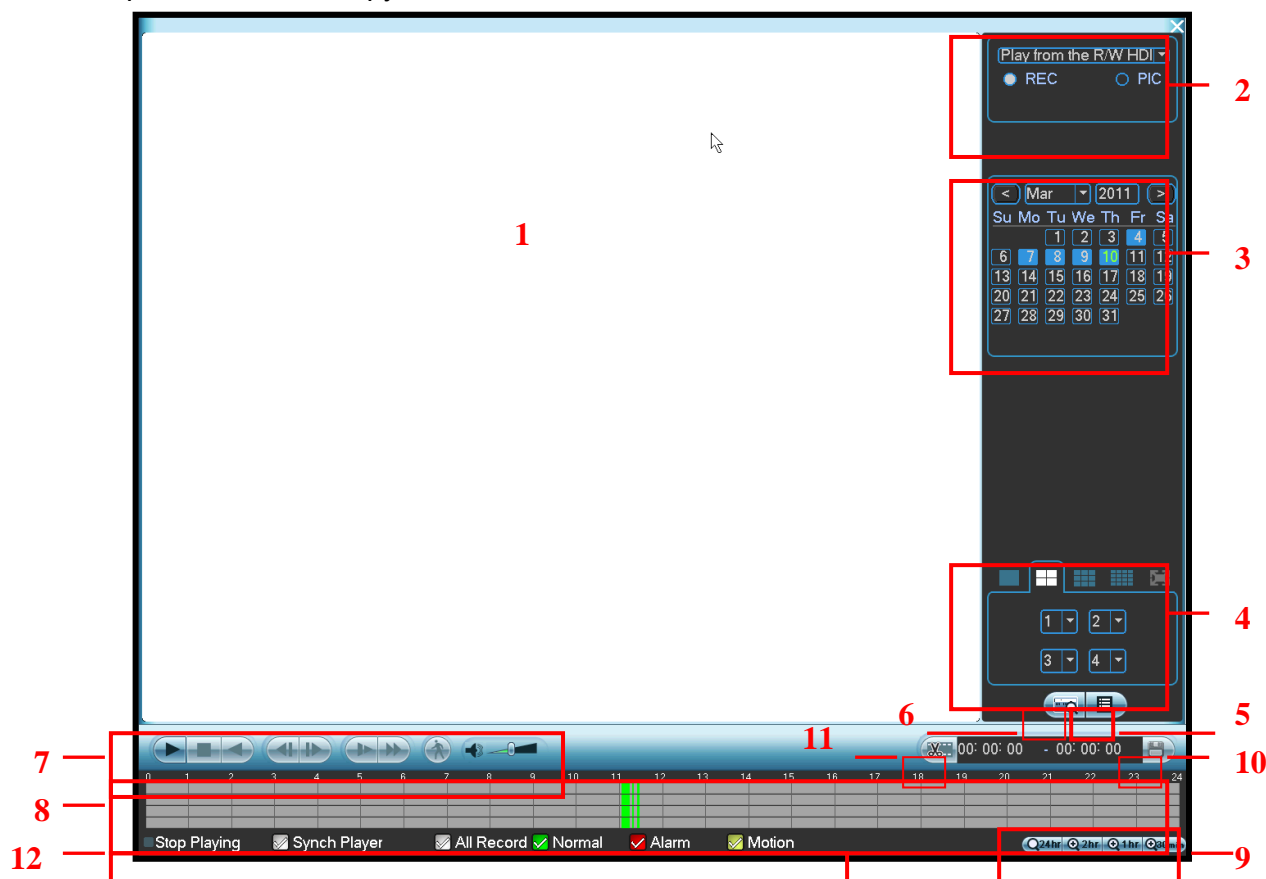 Play from the R/W HDI
REC PIC
2
< Mar 2011 >
Su Mo Tu We Th Fr Sa
1 2 3 4 5
6 7 8 9 10 11 12
13 14 15 16 17 18 19
20 21 22 23 24 25 26
27 28 29 30 31
3
1
1 2
3 4
4
6
5
11
00: 00: 00 - 00: 00: 00
10
7
0 1 2 3 4 5 6 7 8 9 10 11 12 13 14 15 16 17 18 19 20 21 22 23 24
8
Stop Playing Synch Player All Record Normal Alarm Motion
24hr 2hr 1hr 30min
9
12